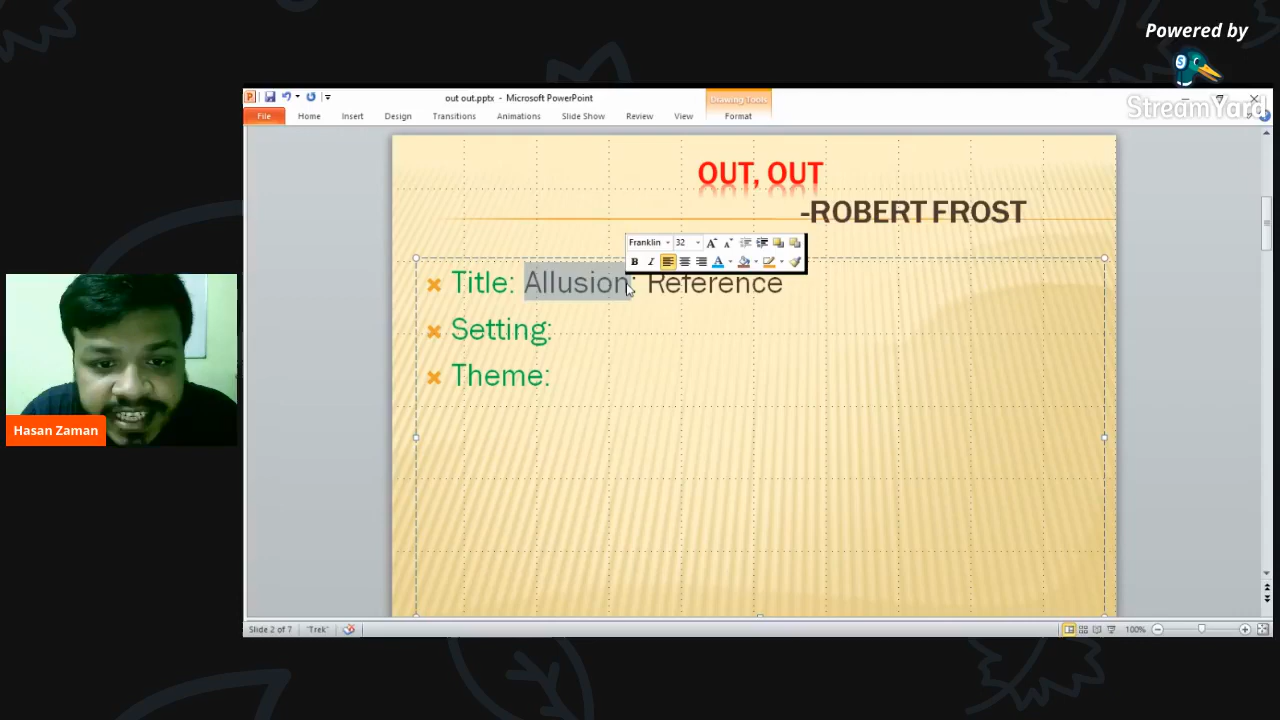 Powered by
StreamYard
out out.pptx - Microsoft PowerPoint
Drawing Tools
File Home Insert Design Transitions Animations Slide Show Review View Format
OUT, OUT
-ROBERT FROST
Franklin 32
Title: Allusion: Reference
Setting:
Theme:
Hasan Zaman
Slide 2 of 7 "Trek" 100%